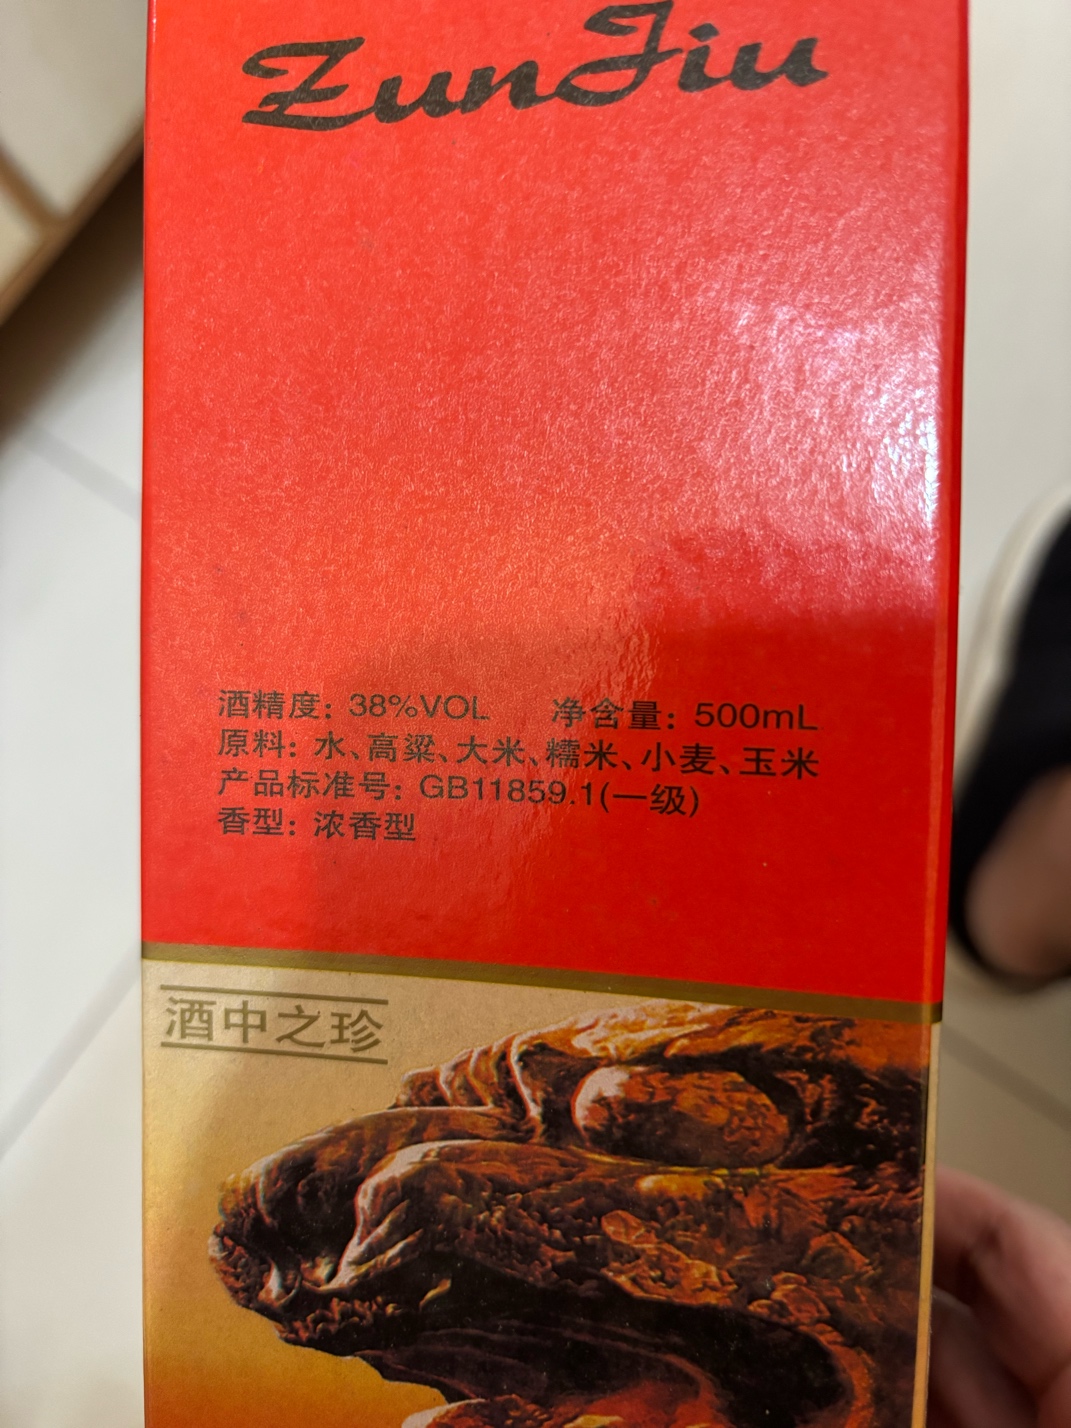 ZunJiu
酒精度: 38%VOL 净含量: 500mL
原料: 水、高粱、大米、糯米、小麦、玉米
产品标准号: GB11859.1(一级)
香型: 浓香型
酒中之珍